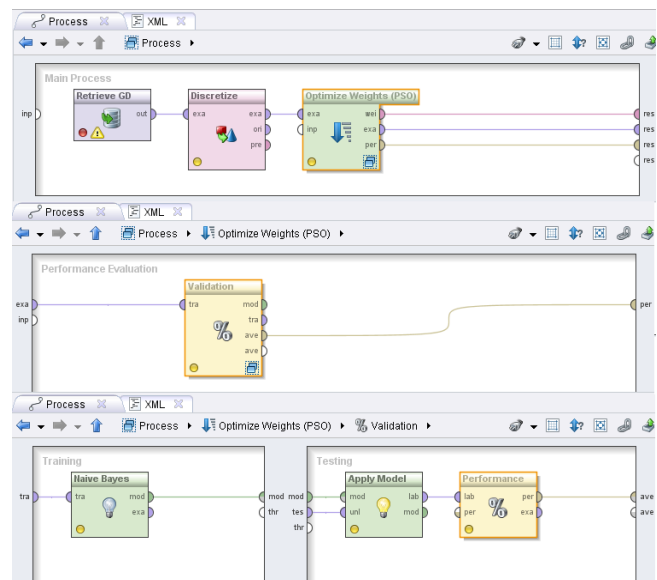 Process XML
Process
Main Process
Retrieve GD Discretize Optimize Weights (PSO)
inp out exa exa exa wei res
ori inp exa res
pre per res
res
Process XML
Process Optimize Weights (PSO)
Performance Evaluation
Validation
exa tra mod per
inp tra
ave
ave
Process XML
Process Optimize Weights (PSO) Validation
Training Testing
Naive Bayes Apply Model Performance
tra tra mod mod mod mod lab lab per ave
exa thr tes unl mod per exa ave
thr